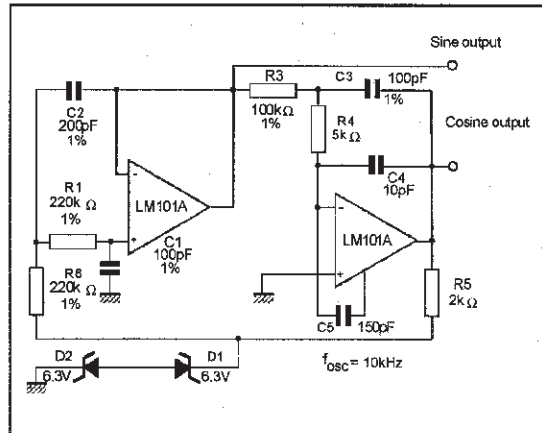 Sine output
R3
C3
100pF
1%
100kΩ
1%
C2
200pF
1%
R4
5kΩ
Cosine output
C4
10pF
R1
220k Ω
1%
-
LM101A
+
C1
100pF
1%
-
LM101A
+
R6
220k Ω
1%
R5
2kΩ
C5
150pF
D2
6.3V
D1
6.3V
fosc = 10kHz